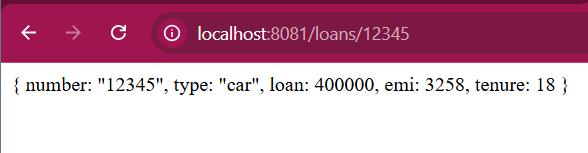 localhost:8081/loans/12345
{ number: "12345", type: "car", loan: 400000, emi: 3258, tenure: 18 }